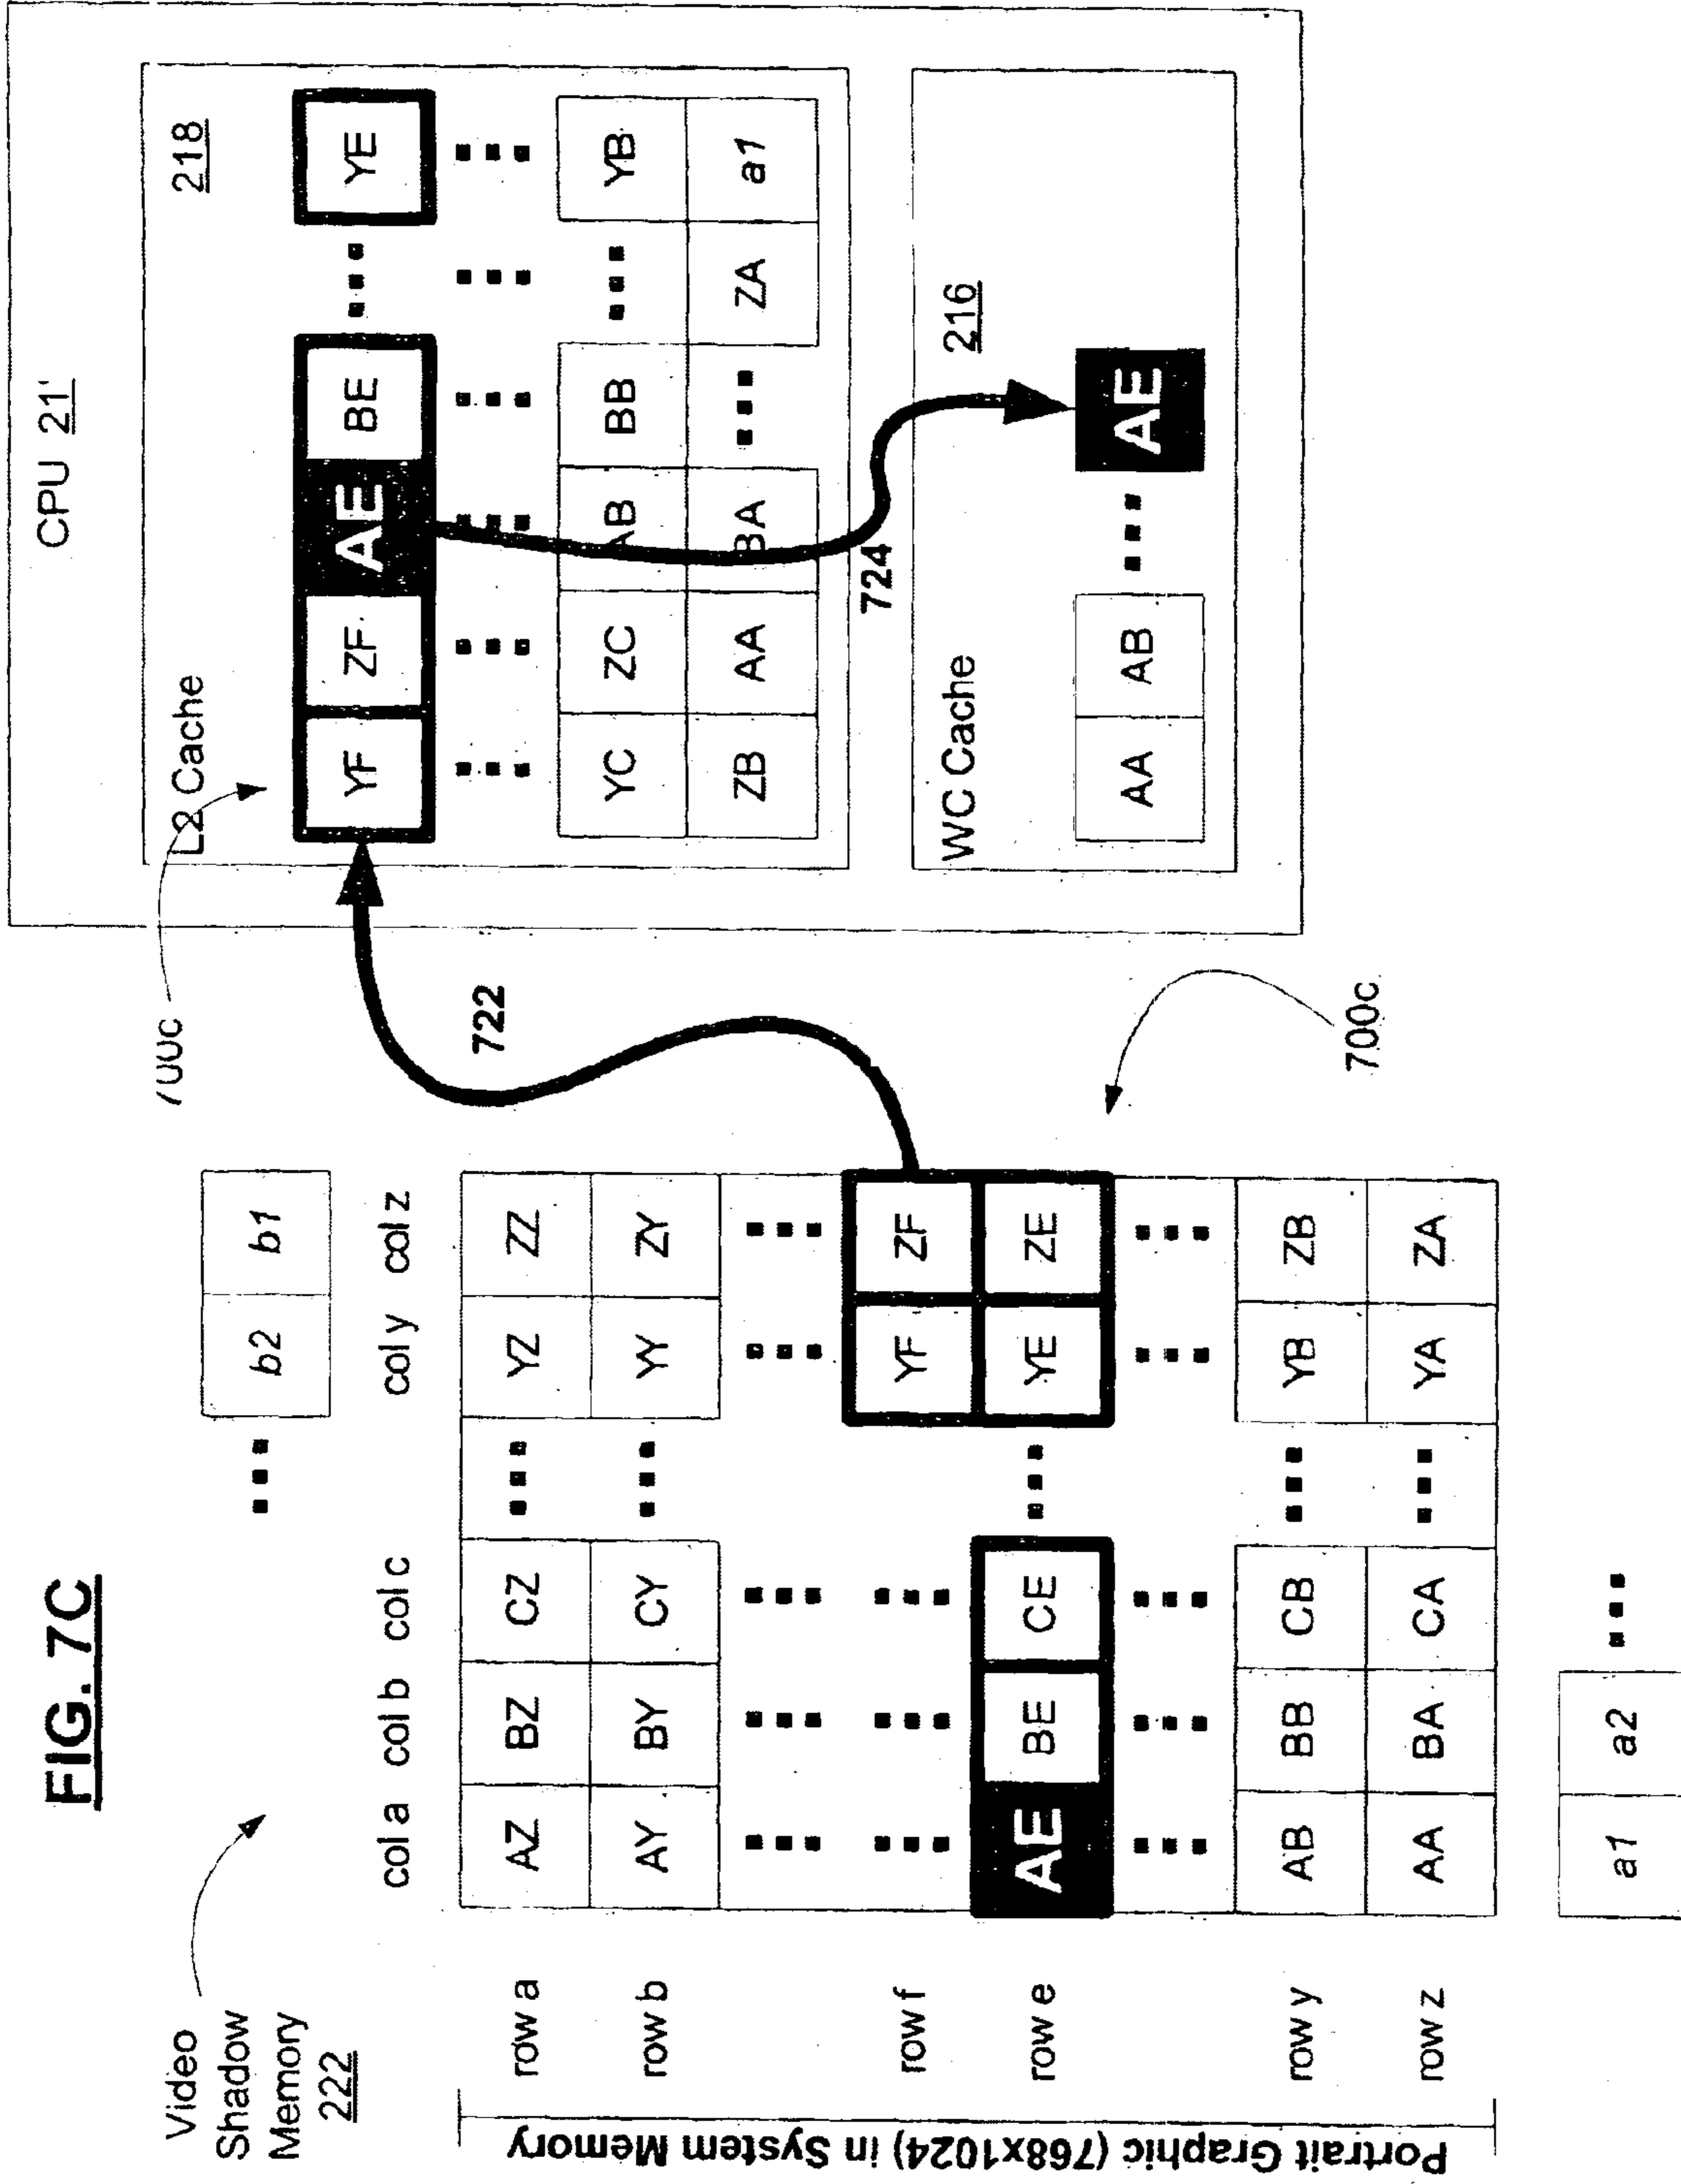 FIG. 7C
Video
Shadow
Memory
222
... b2 b1
col a col b col c col y col z
row a AZ BZ CZ ... YZ ZZ
row b AY BY CY ... YY ZY
... ... ... ... ...
row f ... ... ... YF ZF
row e AE BE CE ... YE ZE
... ... ... ... ...
row y AB BB CB ... YB ZB
row z AA BA CA ... YA ZA
a1 a2 ...
Portrait Graphic (768x1024) in System Memory
700c
722
700c
CPU 21'
L2 Cache 218
YF ZF AE BE ... YE
... ... ... ... ... ...
YC ZC AB BB ... YB
ZB AA BA ... ZA a1
724
WC Cache 216
AA AB ... AE